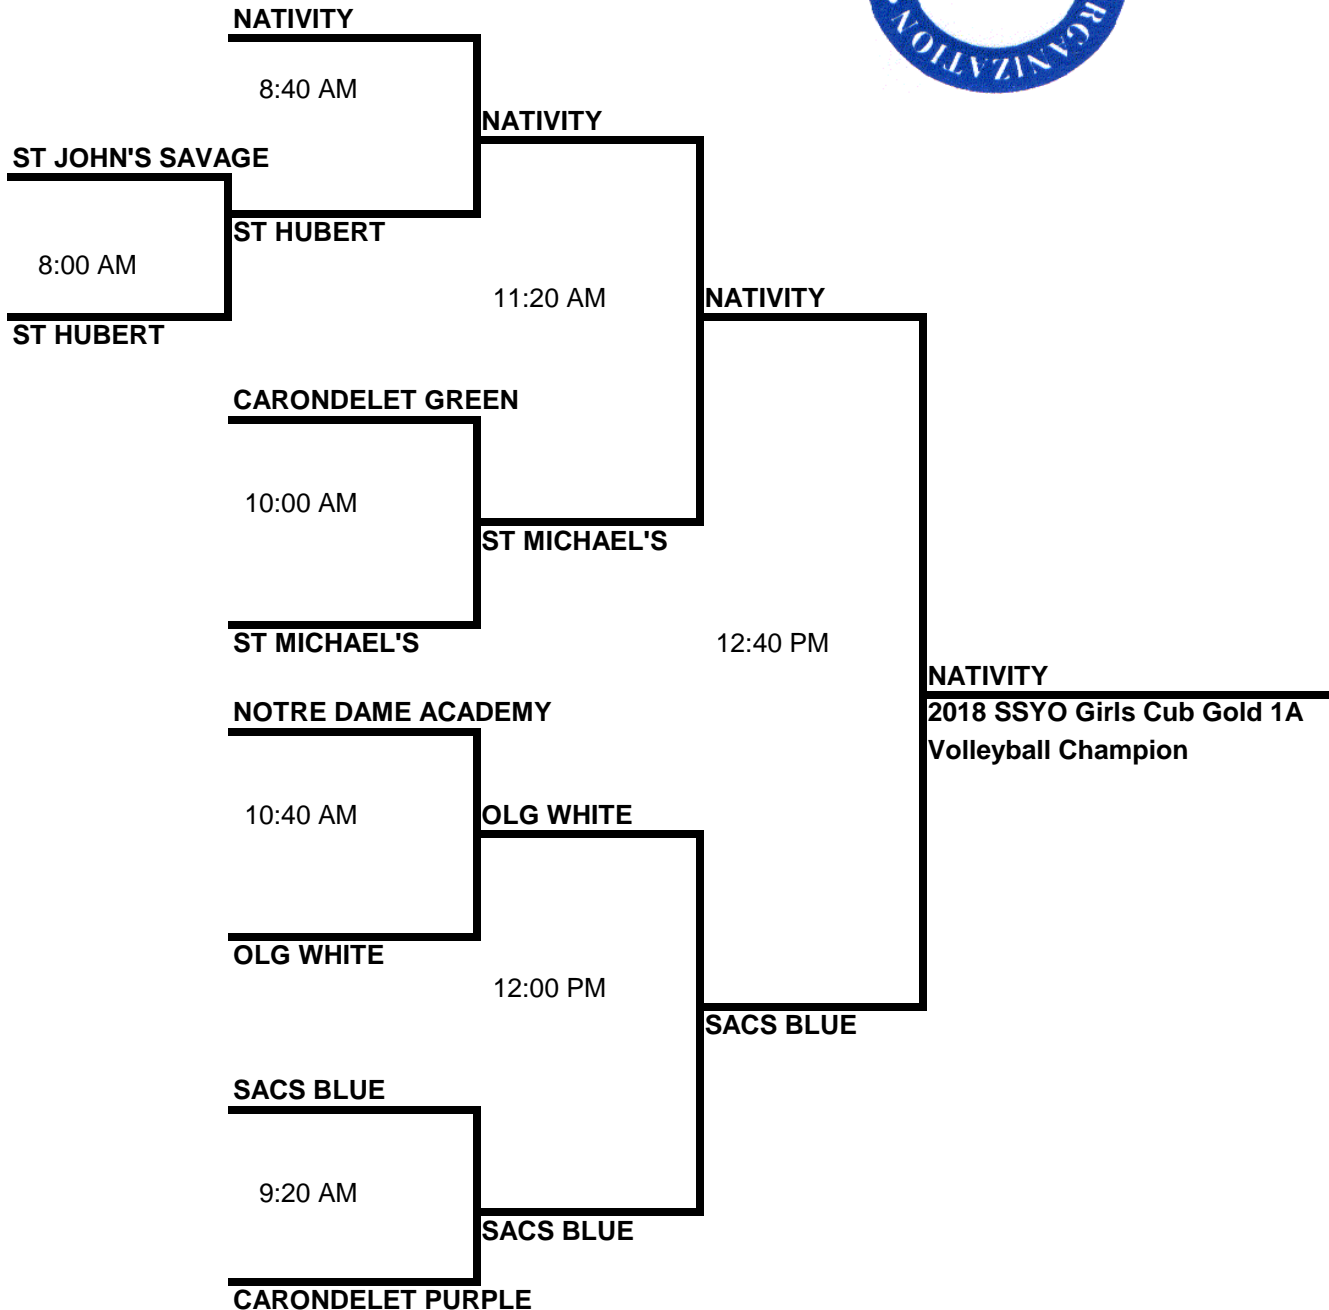 NATIVITY
RGANIZATION
8:40 AM
NATIVITY
ST JOHN'S SAVAGE
ST HUBERT
8:00 AM
11:20 AM
NATIVITY
ST HUBERT
CARONDELET GREEN
10:00 AM
ST MICHAEL'S
ST MICHAEL'S
12:40 PM
NATIVITY
NOTRE DAME ACADEMY
2018 SSYO Girls Cub Gold 1A
Volleyball Champion
10:40 AM
OLG WHITE
OLG WHITE
12:00 PM
SACS BLUE
SACS BLUE
9:20 AM
SACS BLUE
CARONDELET PURPLE